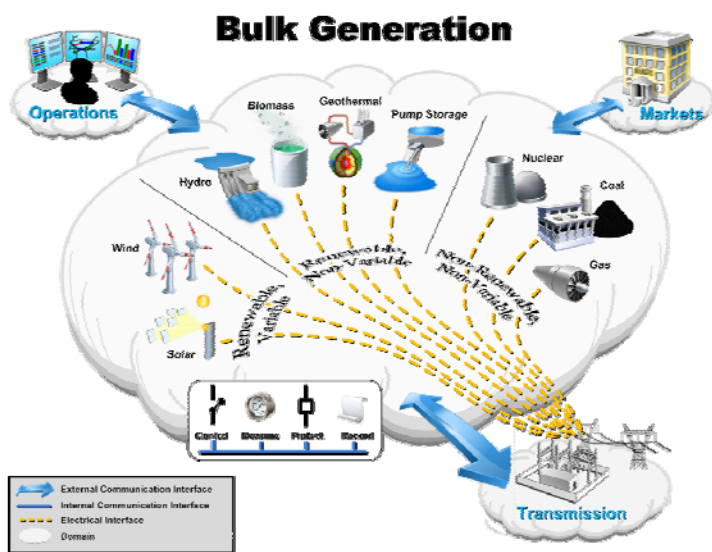 Bulk Generation
Operations
Markets
Biomass
Geothermal
Pump Storage
Hydro
Nuclear
Coal
Gas
Wind
Solar
Renewable,
Variable
Renewable,
Non-Variable
Non-Renewable,
Non-Variable
Control
Measure
Protect
Record
Transmission
External Communication Interface
Internal Communication Interface
Electrical Interface
Domain